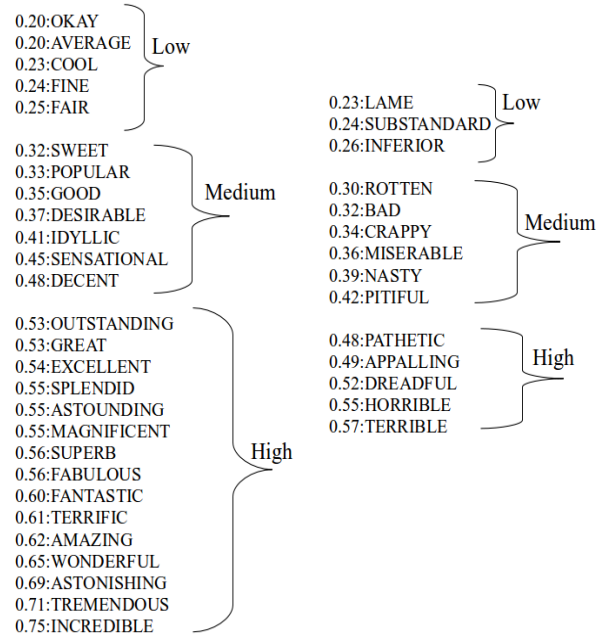 0.20:OKAY
0.20:AVERAGE
0.23:COOL
0.24:FINE
0.25:FAIR
Low
0.32:SWEET
0.33:POPULAR
0.35:GOOD
0.37:DESIRABLE
0.41:IDYLLIC
0.45:SENSATIONAL
0.48:DECENT
Medium
0.53:OUTSTANDING
0.53:GREAT
0.54:EXCELLENT
0.55:SPLENDID
0.55:ASTOUNDING
0.55:MAGNIFICENT
0.56:SUPERB
0.56:FABULOUS
0.60:FANTASTIC
0.61:TERRIFIC
0.62:AMAZING
0.65:WONDERFUL
0.69:ASTONISHING
0.71:TREMENDOUS
0.75:INCREDIBLE
High
0.23:LAME
0.24:SUBSTANDARD
0.26:INFERIOR
Low
0.30:ROTTEN
0.32:BAD
0.34:CRAPPY
0.36:MISERABLE
0.39:NASTY
0.42:PITIFUL
Medium
0.48:PATHETIC
0.49:APPALLING
0.52:DREADFUL
0.55:HORRIBLE
0.57:TERRIBLE
High